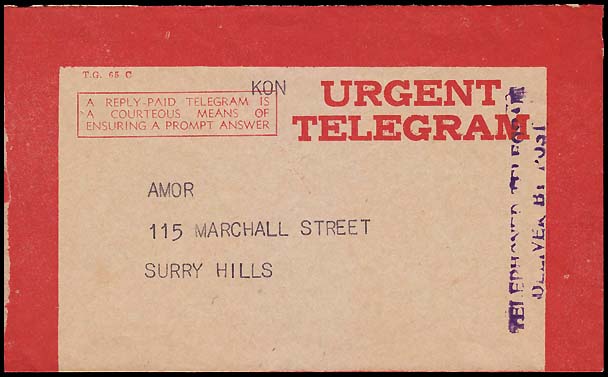 T.G. 65 C
KON
A REPLY-PAID TELEGRAM IS
A COURTEOUS MEANS OF
ENSURING A PROMPT ANSWER
URGENT
TELEGRAM
AMOR
115 MARCHALL STREET
SURRY HILLS
TELEPHONED TELEGRAM
DELIVER BY POST